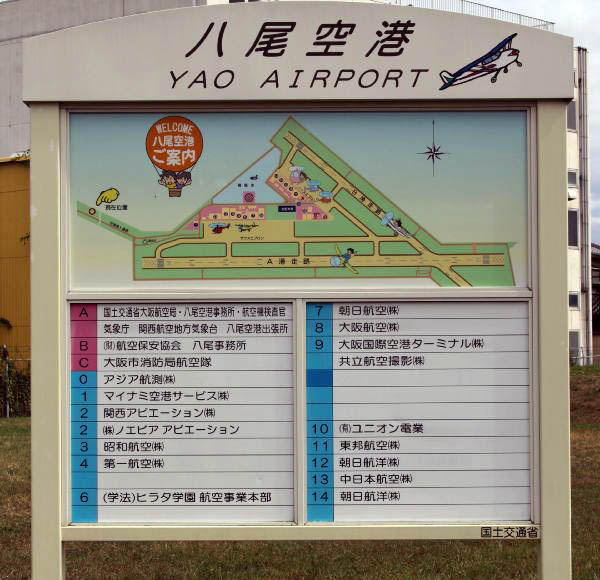 八尾空港
YAO AIRPORT
WELCOME
八尾空港
ご案内
現在位置
A滑走路
B滑走路
A 国土交通省大阪航空局・八尾空港事務所・航空機検査官
気象庁 関西航空地方気象台 八尾空港出張所
B (財)航空保安協会 八尾事務所
C 大阪市消防局航空隊
0 アジア航測(株)
1 マイナミ空港サービス(株)
2 関西アビエーション(株)
2 (株)ノエビア アビエーション
3 昭和航空(株)
4 第一航空(株)
6 (学法)ヒラタ学園 航空事業本部
7 朝日航空(株)
8 大阪航空(株)
9 大阪国際空港ターミナル(株)
共立航空撮影(株)
10 (有)ユニオン電業
11 東邦航空(株)
12 朝日航洋(株)
13 中日本航空(株)
14 朝日航洋(株)
国土交通省